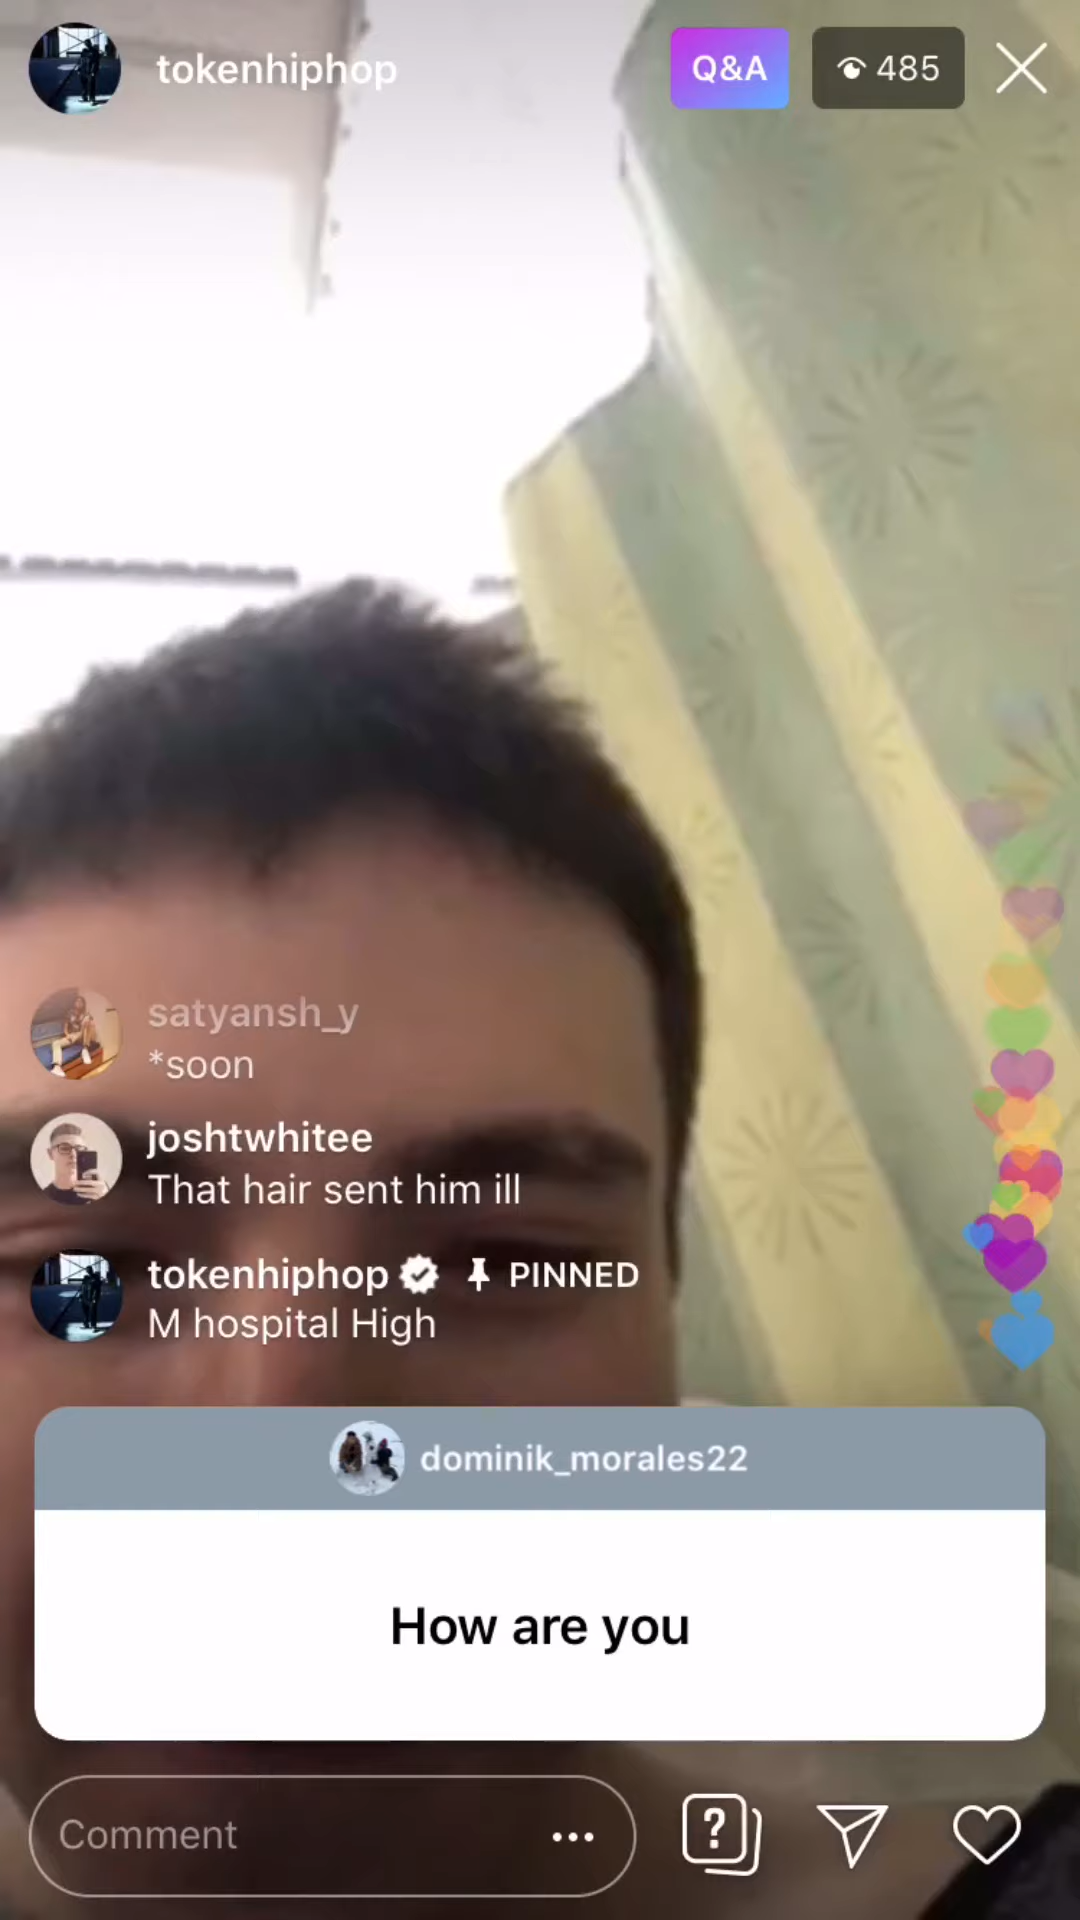 tokenhiphop
Q&A
485
satyansh_y
*soon
joshtwhitee
That hair sent him ill
tokenhiphop PINNED
M hospital High
dominik_morales22
How are you
Comment